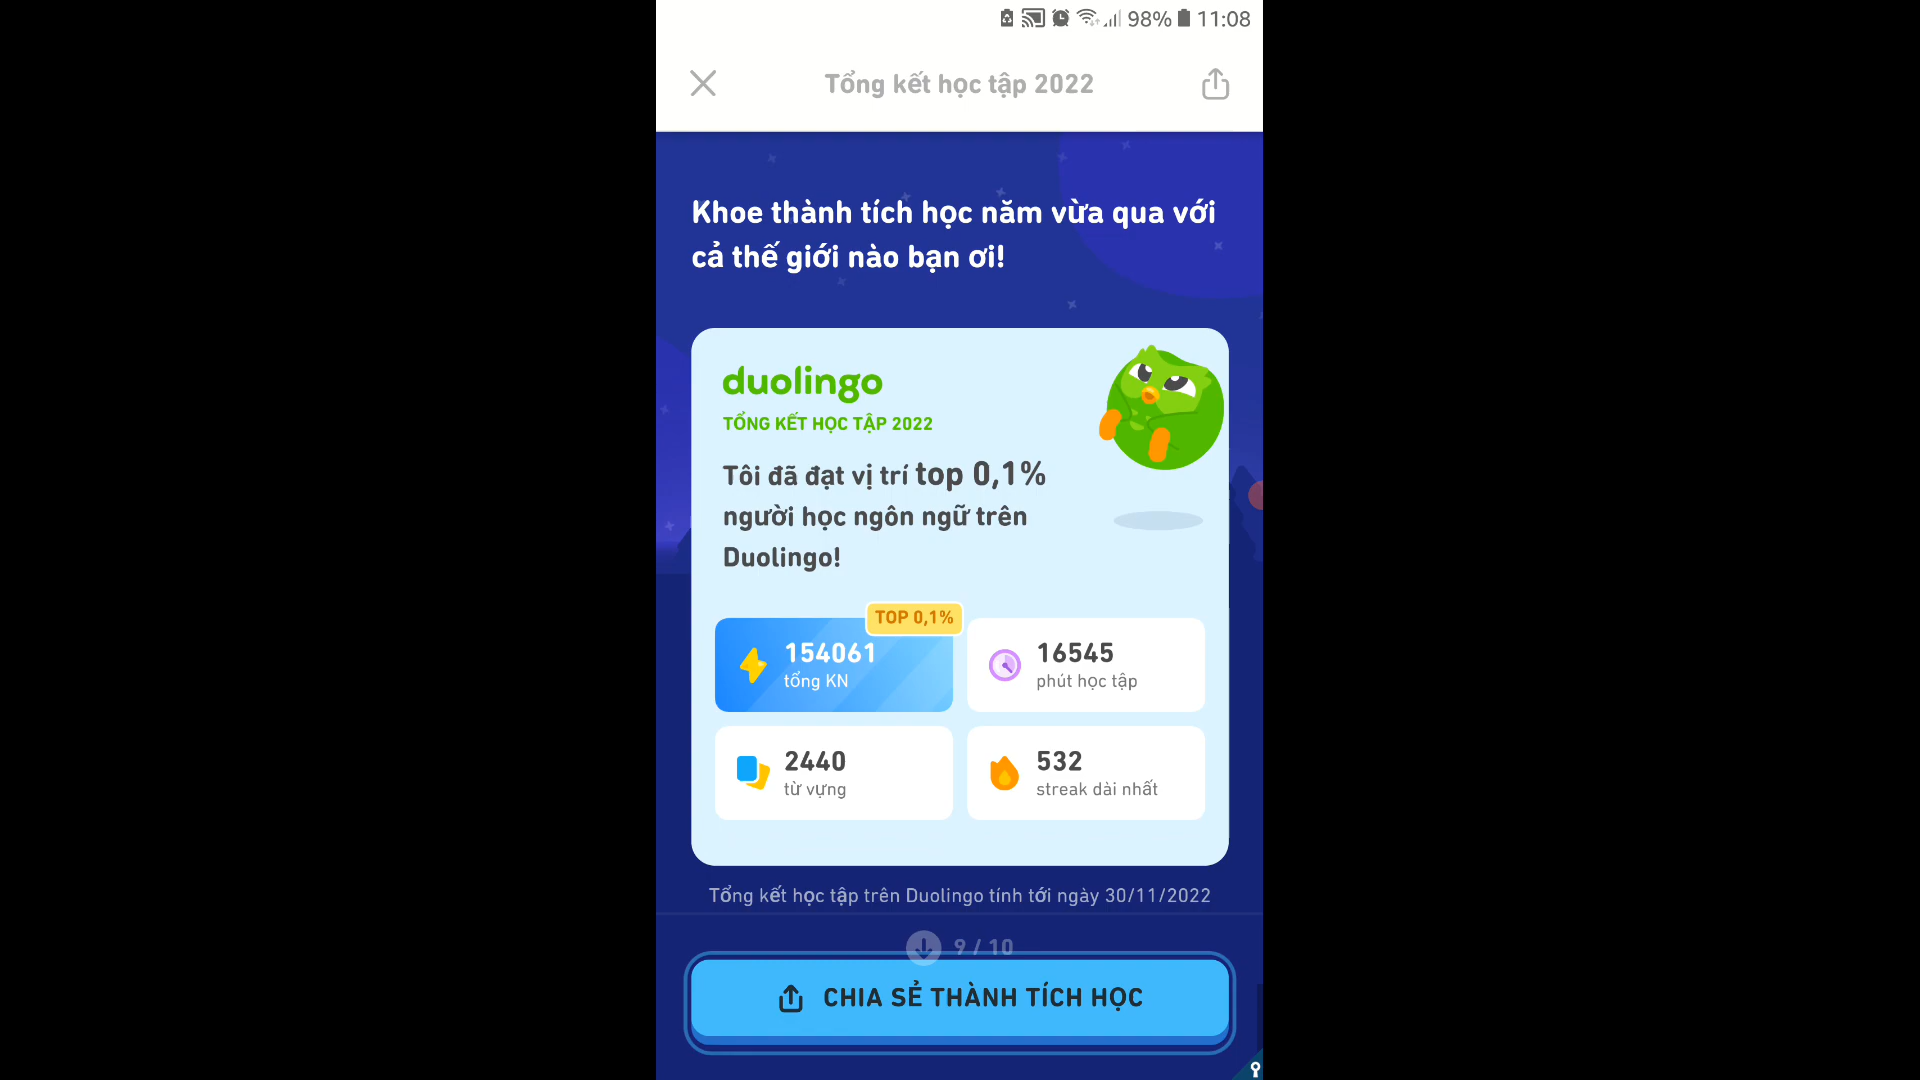 98% 11:08
Tổng kết học tập 2022
Khoe thành tích học năm vừa qua với
cả thế giới nào bạn ơi!
duolingo
TỔNG KẾT HỌC TẬP 2022
Tôi đã đạt vị trí top 0,1%
người học ngôn ngữ trên
Duolingo!
TOP 0,1%
154061
tổng KN
16545
phút học tập
2440
từ vựng
532
streak dài nhất
Tổng kết học tập trên Duolingo tính tới ngày 30/11/2022
9 / 10
CHIA SẺ THÀNH TÍCH HỌC